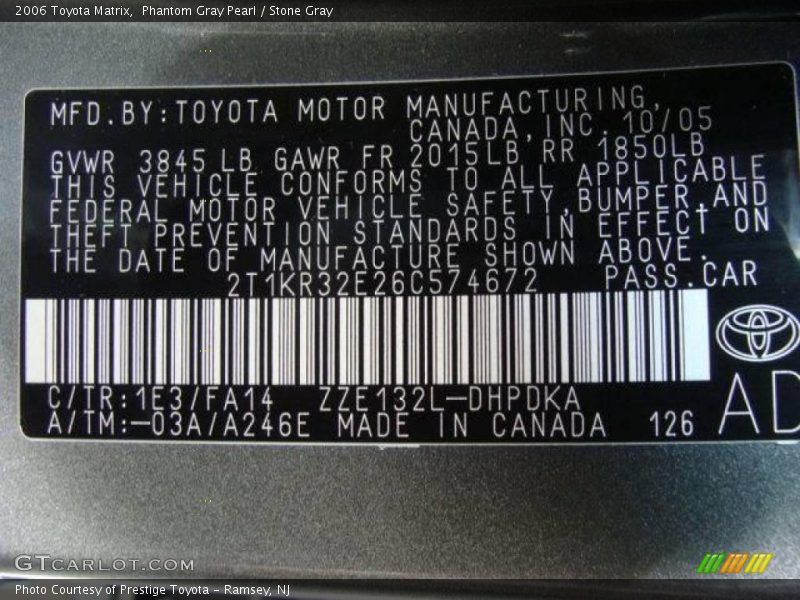 2006 Toyota Matrix, Phantom Gray Pearl / Stone Gray
MFD.BY:TOYOTA MOTOR MANUFACTURING,
CANADA,INC.10/05
GVWR 3845 LB GAWR FR 2015LB RR 1850LB
THIS VEHICLE CONFORMS TO ALL APPLICABLE
FEDERAL MOTOR VEHICLE SAFETY,BUMPER,AND
THEFT PREVENTION STANDARDS IN EFFECT ON
THE DATE OF MANUFACTURE SHOWN ABOVE.
2T1KR32E26C574672 PASS.CAR
C/TR:1E3/FA14 ZZE132L-DHPDKA
A/TM:-03A/A246E MADE IN CANADA 126
AD
GTCARLOT.COM
Photo Courtesy of Prestige Toyota - Ramsey, NJ